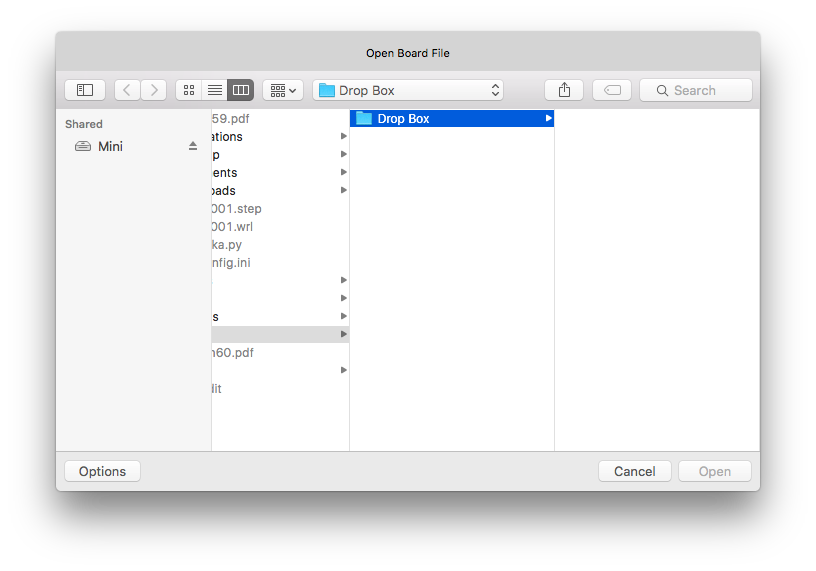 Open Board File
Drop Box
Search
Shared
Mini
59.pdf
ations
p
ents
oads
001.step
001.wrl
ka.py
nfig.ini
s
n60.pdf
dit
Drop Box
Options
Cancel
Open